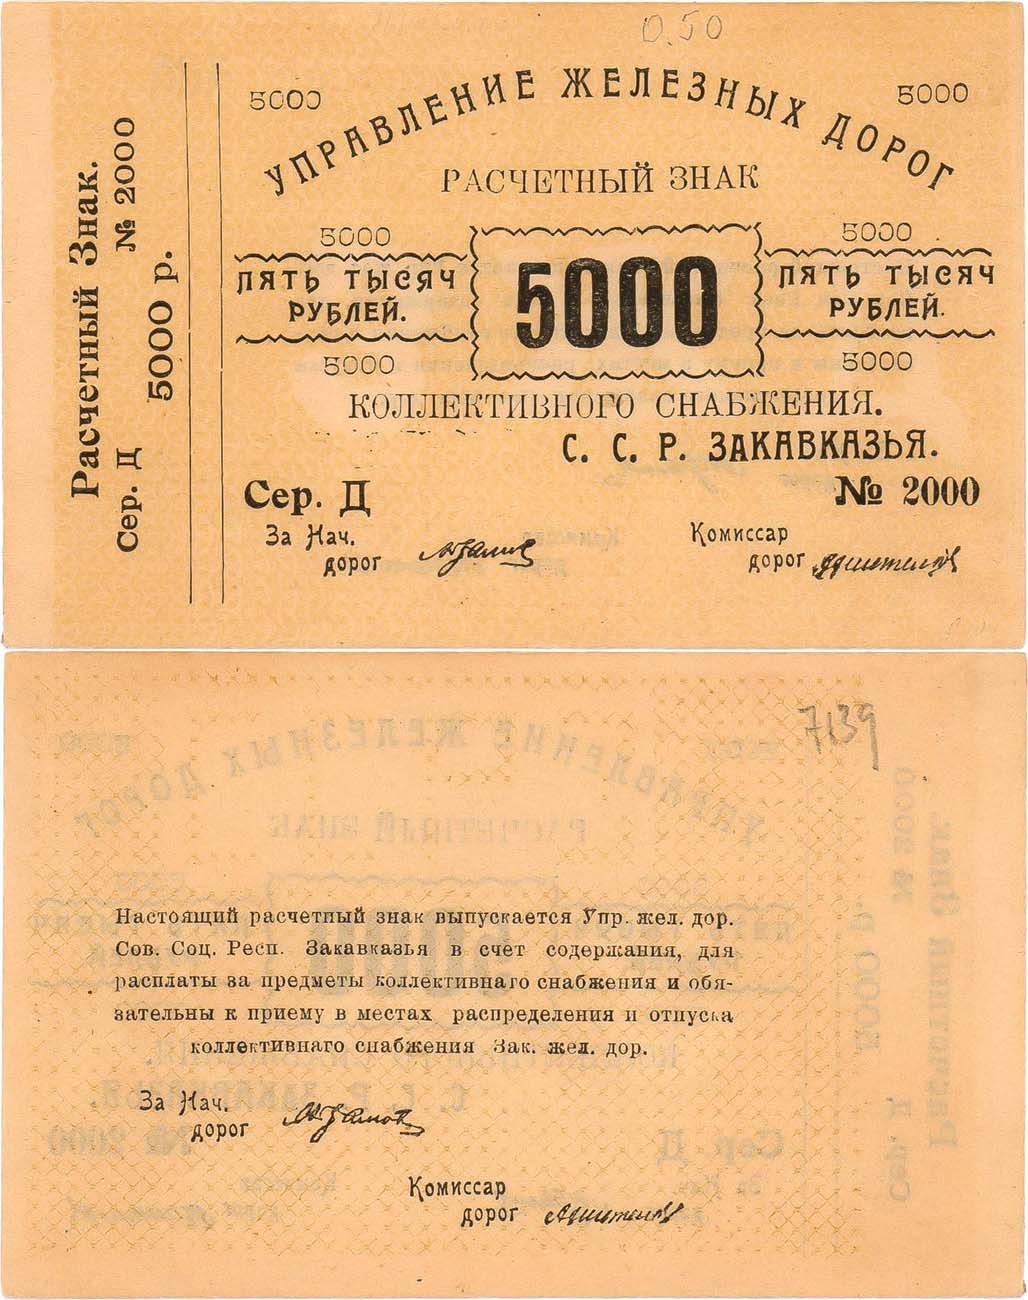 0.50
Расчетный Знак.
Сер. Д № 2000
5000 р.
5000 5000
УПРАВЛЕНИЕ ЖЕЛЕЗНЫХ ДОРОГ
РАСЧЕТНЫЙ ЗНАК
5000 5000
ПЯТЬ ТЫСЯЧ 5000 ПЯТЬ ТЫСЯЧ
РУБЛЕЙ. РУБЛЕЙ.
5000 5000
КОЛЛЕКТИВНОГО СНАБЖЕНИЯ.
С. С. Р. ЗАКАВКАЗЬЯ.
Сер. Д № 2000
За Нач. Комиссар
дорог дорог
7139
Настоящий расчетный знак выпускается Упр. жел. дор.
Сов. Соц. Респ. Закавказья в счет содержания, для
расплаты за предметы коллективнаго снабжения и обя-
зательны к приему в местах распределения и отпуска
коллективнаго снабжения Зак. жел. дор.
За Нач.
дорог
Комиссар
дорог